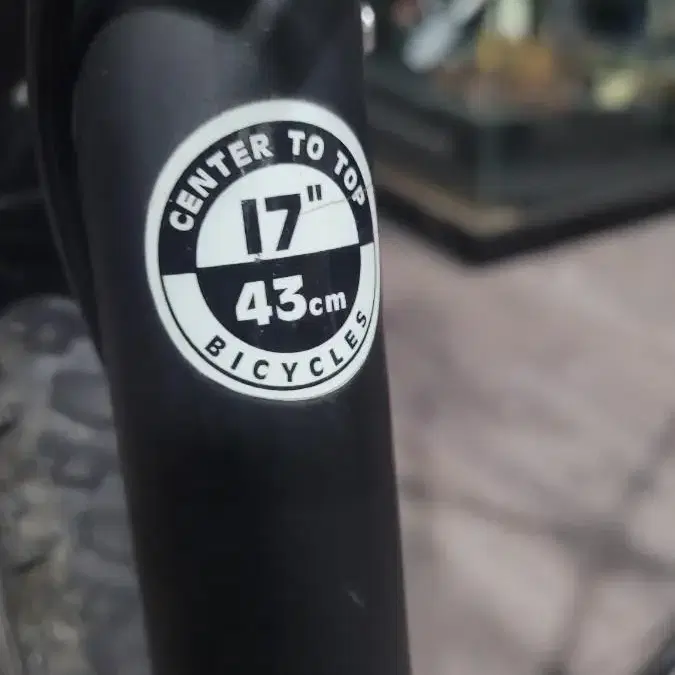 CENTER TO TOP
17"
43cm
BICYCLES